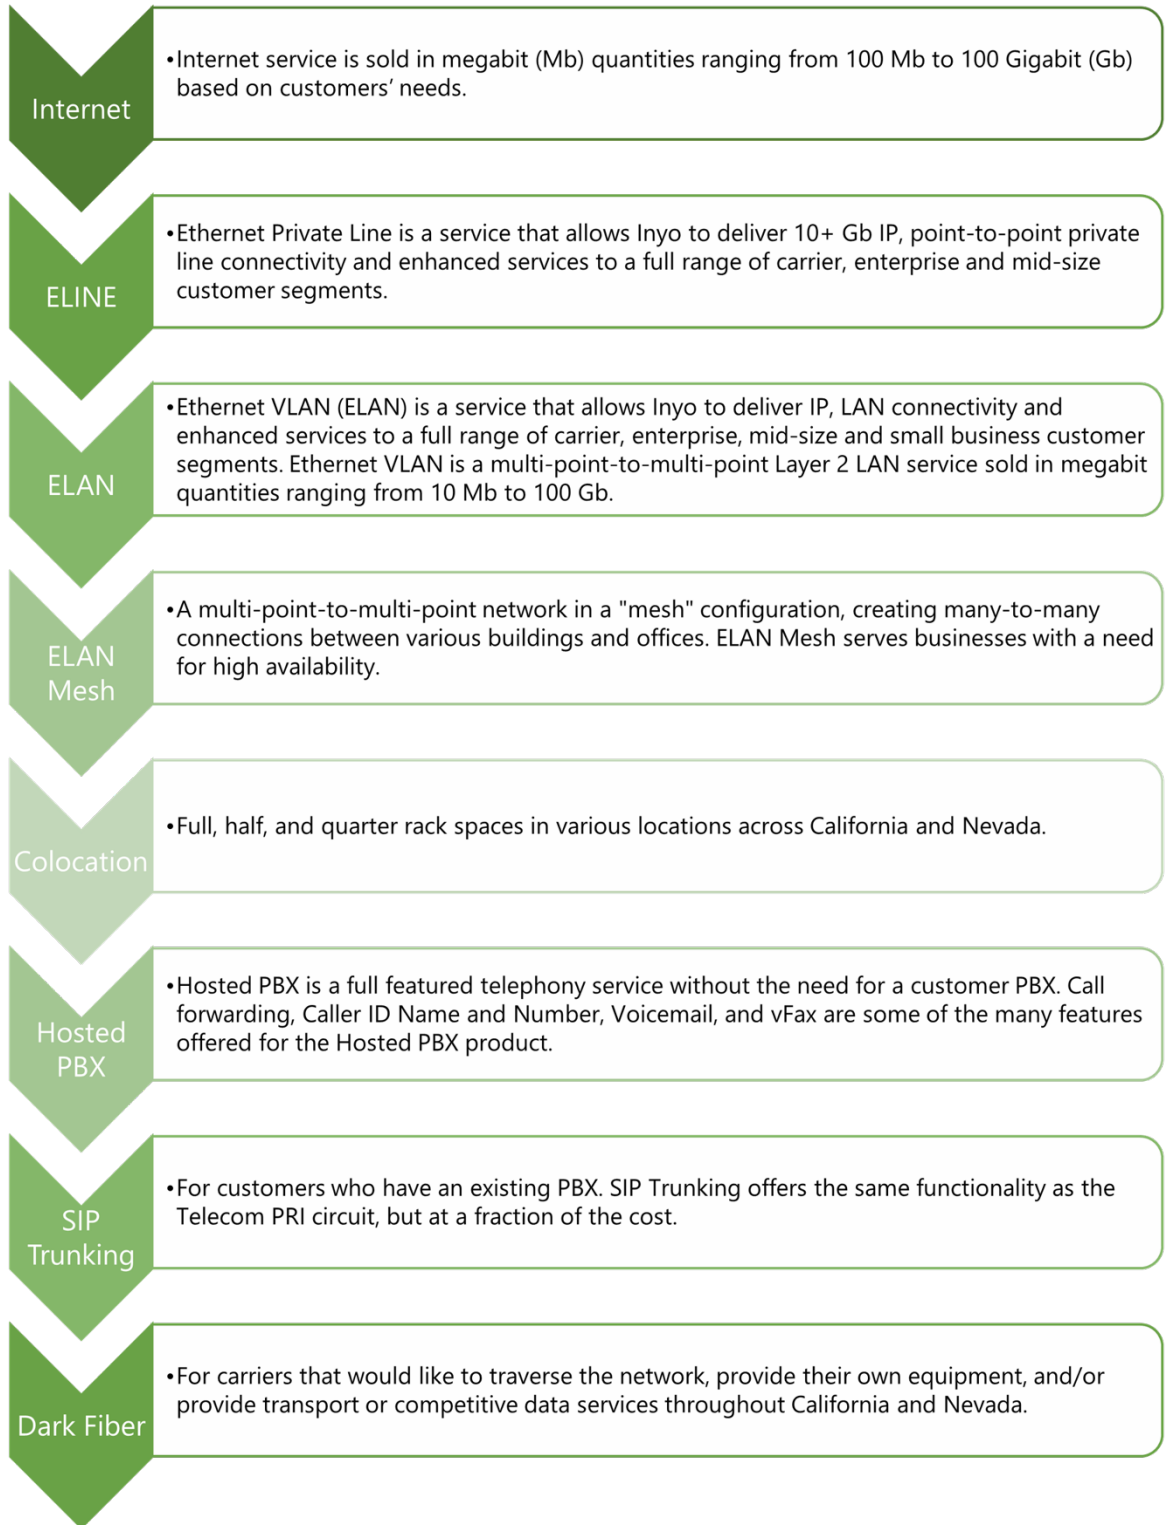 Internet
•Internet service is sold in megabit (Mb) quantities ranging from 100 Mb to 100 Gigabit (Gb)
based on customers’ needs.
ELINE
•Ethernet Private Line is a service that allows Inyo to deliver 10+ Gb IP, point-to-point private
line connectivity and enhanced services to a full range of carrier, enterprise and mid-size
customer segments.
ELAN
•Ethernet VLAN (ELAN) is a service that allows Inyo to deliver IP, LAN connectivity and
enhanced services to a full range of carrier, enterprise, mid-size and small business customer
segments. Ethernet VLAN is a multi-point-to-multi-point Layer 2 LAN service sold in megabit
quantities ranging from 10 Mb to 100 Gb.
ELAN
Mesh
•A multi-point-to-multi-point network in a "mesh" configuration, creating many-to-many
connections between various buildings and offices. ELAN Mesh serves businesses with a need
for high availability.
Colocation
•Full, half, and quarter rack spaces in various locations across California and Nevada.
Hosted
PBX
•Hosted PBX is a full featured telephony service without the need for a customer PBX. Call
forwarding, Caller ID Name and Number, Voicemail, and vFax are some of the many features
offered for the Hosted PBX product.
SIP
Trunking
•For customers who have an existing PBX. SIP Trunking offers the same functionality as the
Telecom PRI circuit, but at a fraction of the cost.
Dark Fiber
•For carriers that would like to traverse the network, provide their own equipment, and/or
provide transport or competitive data services throughout California and Nevada.